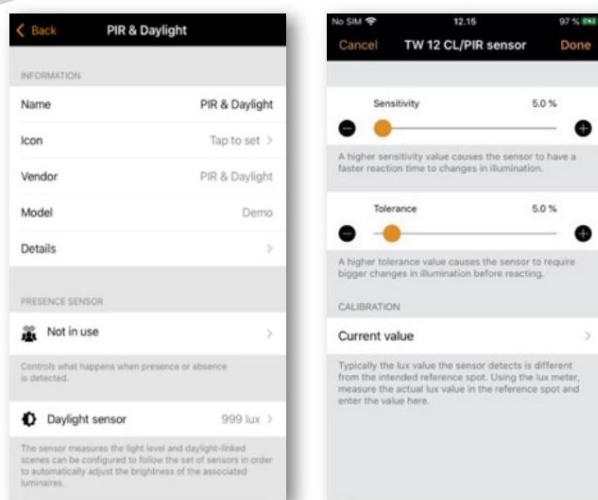 Back PIR & Daylight
INFORMATION
Name PIR & Daylight
Icon Tap to set
Vendor PIR & Daylight
Model Demo
Details
PRESENCE SENSOR
Not in use
Controls what happens when presence or absence
is detected.
Daylight sensor 999 lux
The sensor measures the light level and daylight-linked
scenes can be configured to follow the set of sensors in order
to automatically adjust the brightness of the associated
luminaires.
No SIM 12.15 97 %
Cancel TW 12 CL/PIR sensor Done
Sensitivity 5.0 %
A higher sensitivity value causes the sensor to have a
faster reaction time to changes in illumination.
Tolerance 5.0 %
A higher tolerance value causes the sensor to require
bigger changes in illumination before reacting.
CALIBRATION
Current value
Typically the lux value the sensor detects is different
from the intended reference spot. Using the lux meter,
measure the actual lux value in the reference spot and
enter the value here.